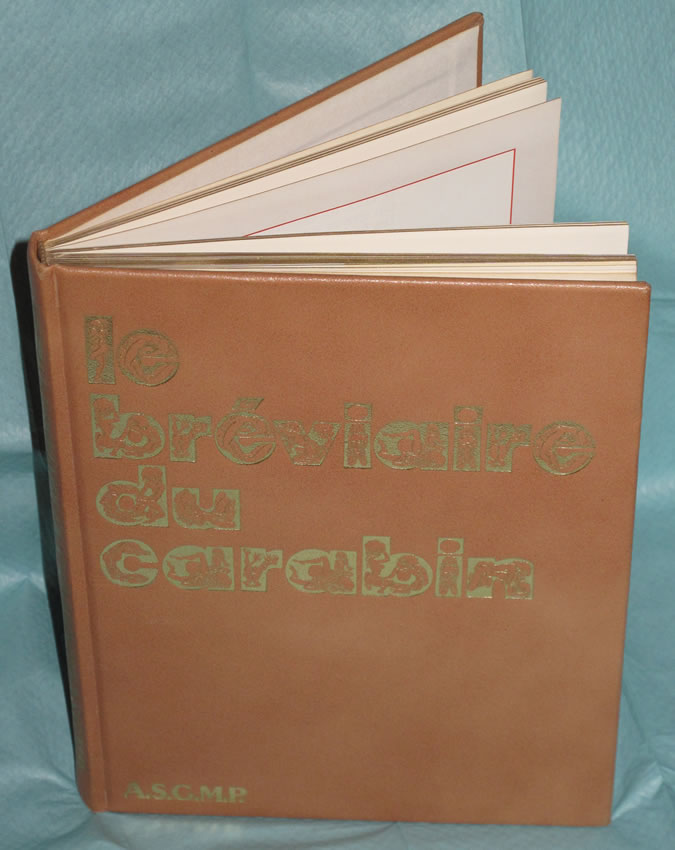 le
bréviaire
du
carabin
A.S.G.M.P.